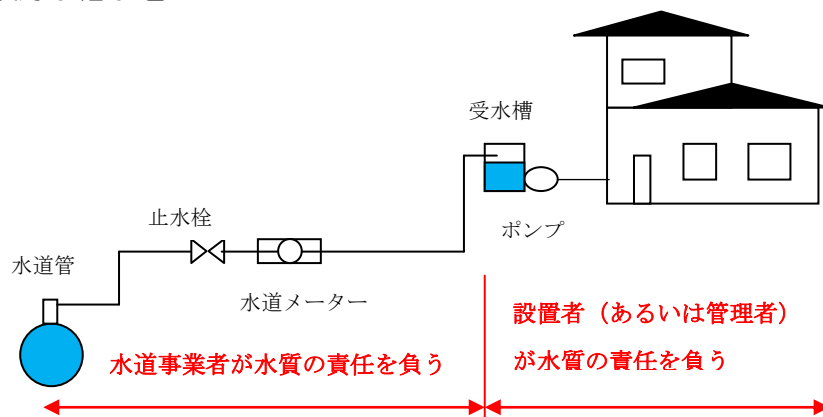 受水槽
止水栓
ポンプ
水道管
水道メーター
設置者（あるいは管理者）
が水質の責任を負う
水道事業者が水質の責任を負う